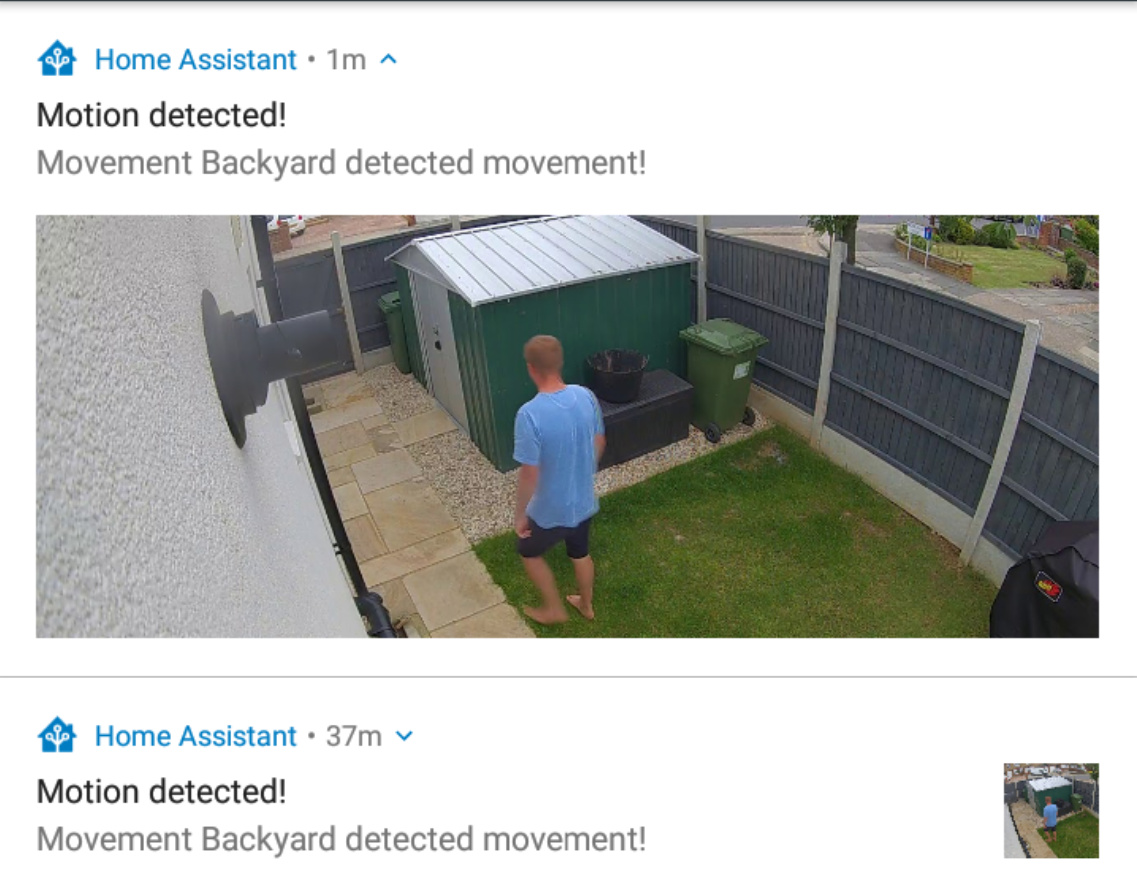 Home Assistant • 1m
Motion detected!
Movement Backyard detected movement!
Home Assistant • 37m
Motion detected!
Movement Backyard detected movement!